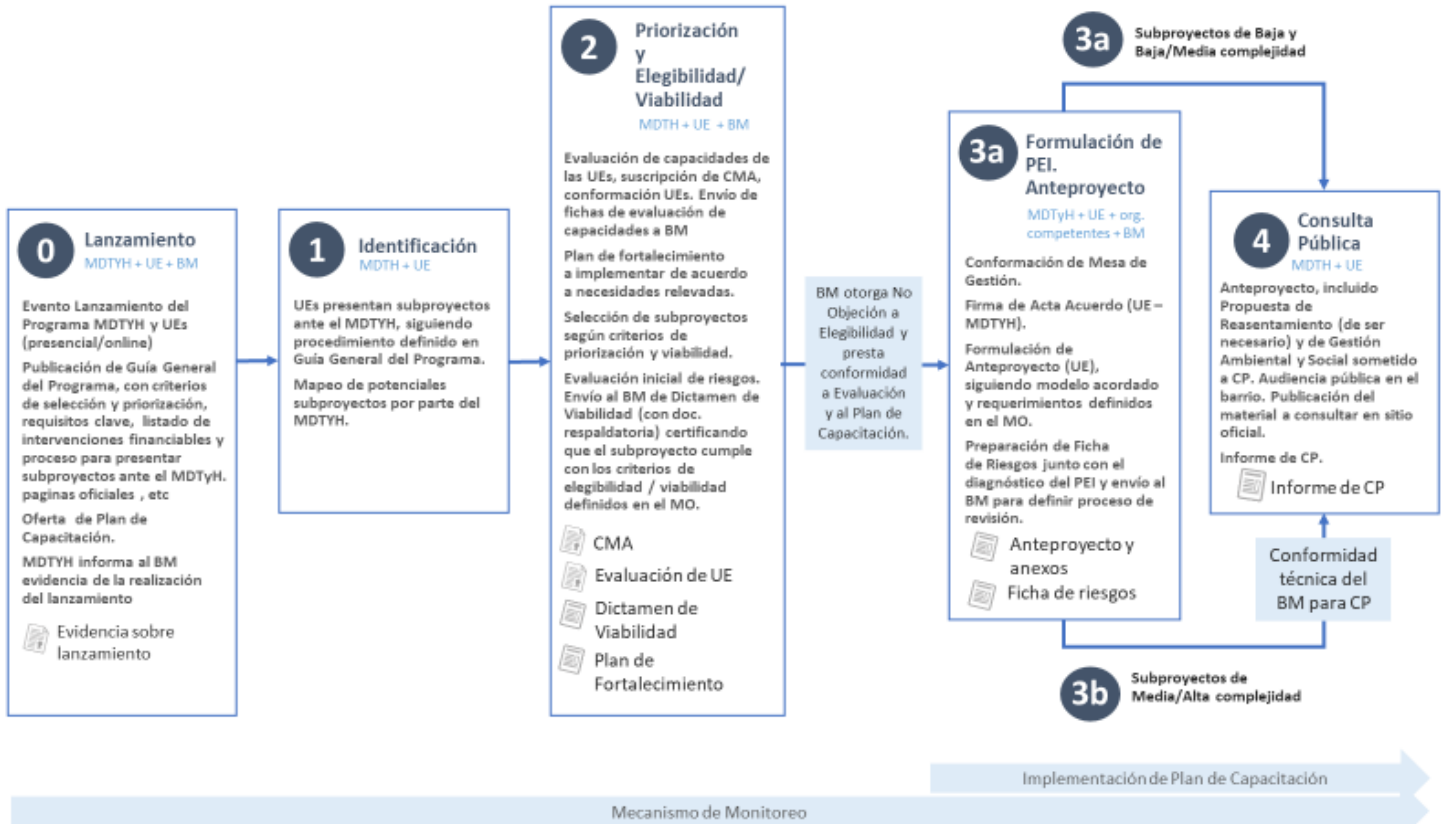 0
Lanzamiento
MDTYH + UE + BM
Evento Lanzamiento del
Programa MDTYH y UEs
(presencial/online)
Publicación de Guía General
del Programa, con criterios
de selección y priorización,
requisitos clave, listado de
intervenciones financiables y
proceso para presentar
subproyectos ante el MDTyH.
paginas oficiales , etc
Oferta de Plan de
Capacitación.
MDTYH informa al BM
evidencia de la realización
del lanzamiento
Evidencia sobre
lanzamiento
1
Identificación
MDTH + UE
UEs presentan subproyectos
ante el MDTYH, siguiendo
procedimiento definido en
Guía General del Programa.
Mapeo de potenciales
subproyectos por parte del
MDTYH.
2
Priorización
y
Elegibilidad/
Viabilidad
MDTH + UE + BM
Evaluación de capacidades de
las UEs, suscripción de CMA,
conformación UEs. Envío de
fichas de evaluación de
capacidades a BM
Plan de fortalecimiento
a implementar de acuerdo
a necesidades relevadas.
Selección de subproyectos
según criterios de
priorización y viabilidad.
Evaluación inicial de riesgos.
Envío al BM de Dictamen de
Viabilidad (con doc.
respaldatoria) certificando
que el subproyecto cumple
con los criterios de
elegibilidad / viabilidad
definidos en el MO.
CMA
Evaluación de UE
Dictamen de
Viabilidad
Plan de
Fortalecimiento
BM otorga No
Objeción a
Elegibilidad y
presta
conformidad
a Evaluación
y al Plan de
Capacitación.
3a
Subproyectos de Baja y
Baja/Media complejidad
3a
Formulación de
PEI.
Anteproyecto
MDTyH + UE + org.
competentes + BM
Conformación de Mesa de
Gestión.
Firma de Acta Acuerdo (UE –
MDTYH).
Formulación de
Anteproyecto (UE),
siguiendo modelo acordado
y requerimientos definidos
en el MO.
Preparación de Ficha
de Riesgos junto con el
diagnóstico del PEI y envío al
BM para definir proceso de
revisión.
Anteproyecto y
anexos
Ficha de riesgos
3b
Subproyectos de
Media/Alta complejidad
4
Consulta
Pública
MDTH + UE
Anteproyecto, incluido
Propuesta de
Reasentamiento (de ser
necesario) y de Gestión
Ambiental y Social sometido
a CP. Audiencia pública en el
barrio. Publicación del
material a consultar en sitio
oficial.
Informe de CP.
Informe de CP
Conformidad
técnica del
BM para CP
Implementación de Plan de Capacitación
Mecanismo de Monitoreo